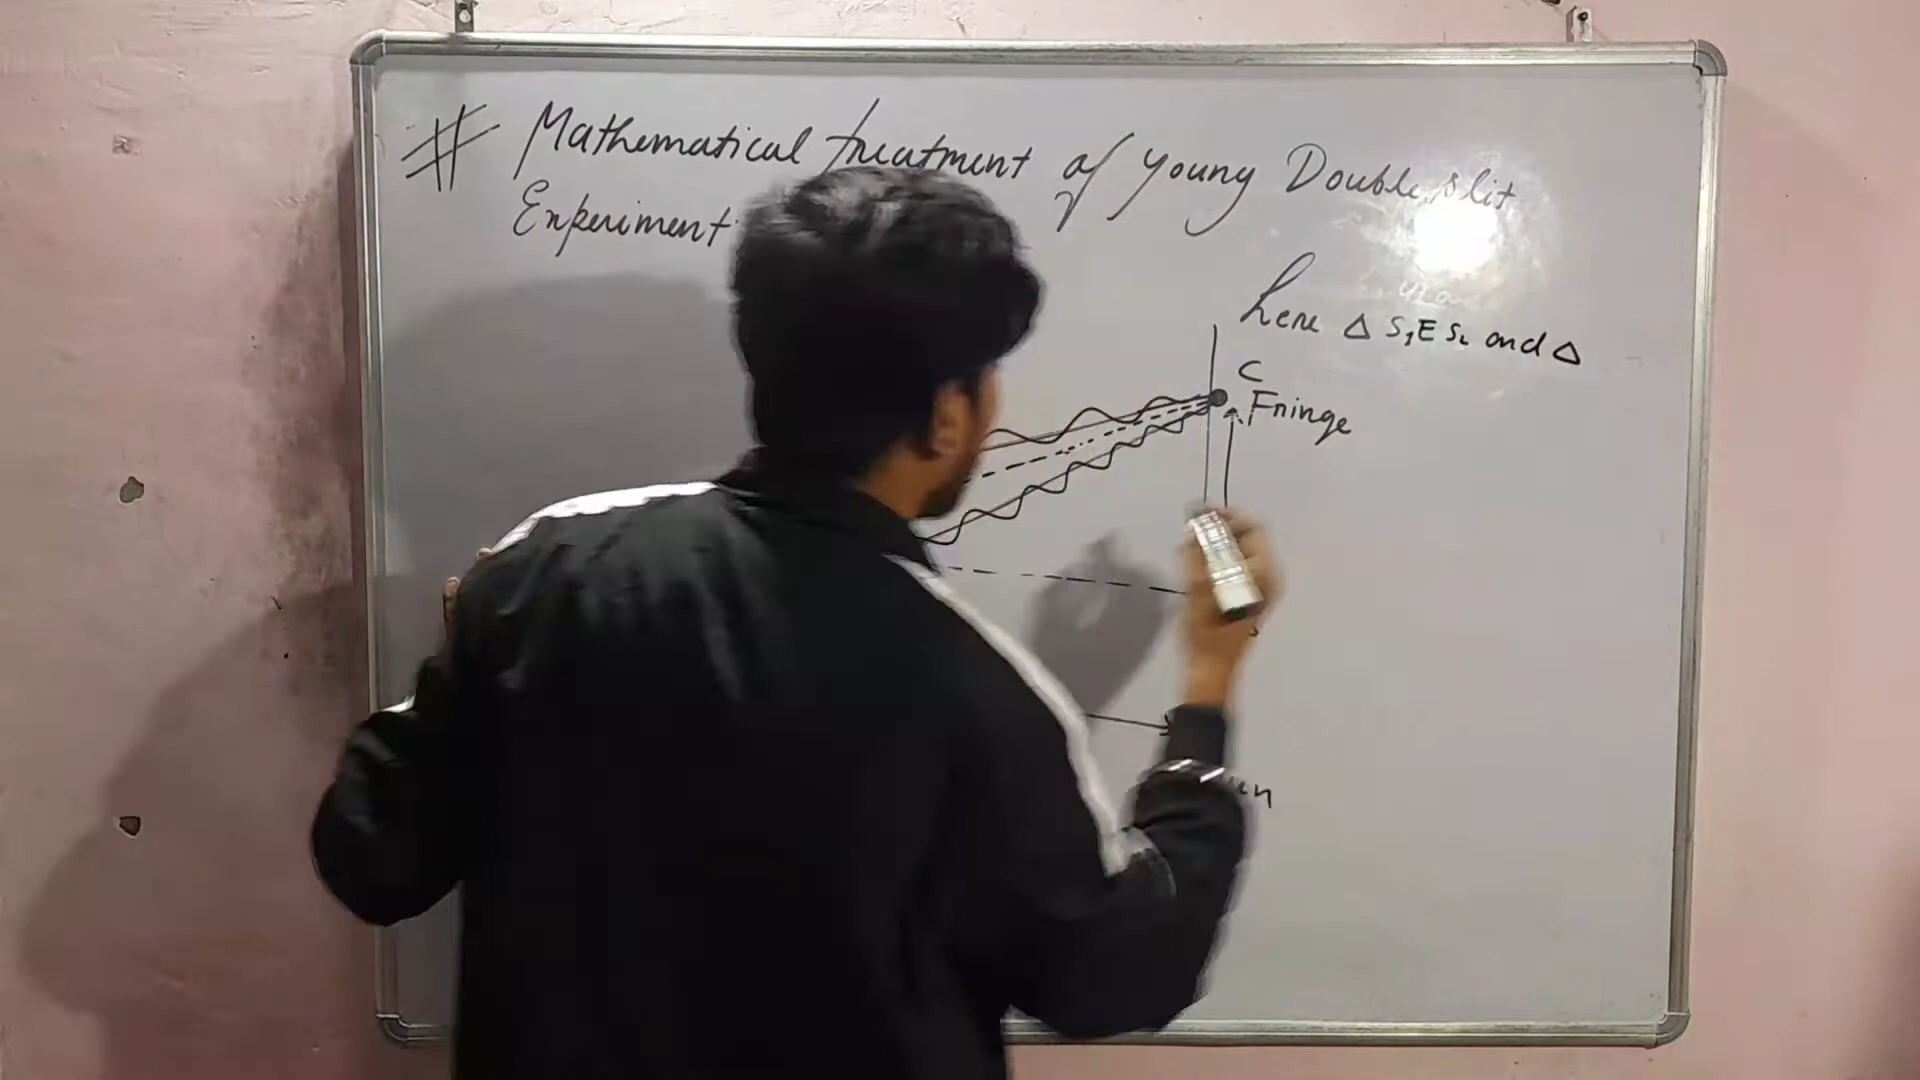 # Mathematical treatment of Young Double slit
Experiment
here Δ S₁ES₂ and Δ
C
Fringe